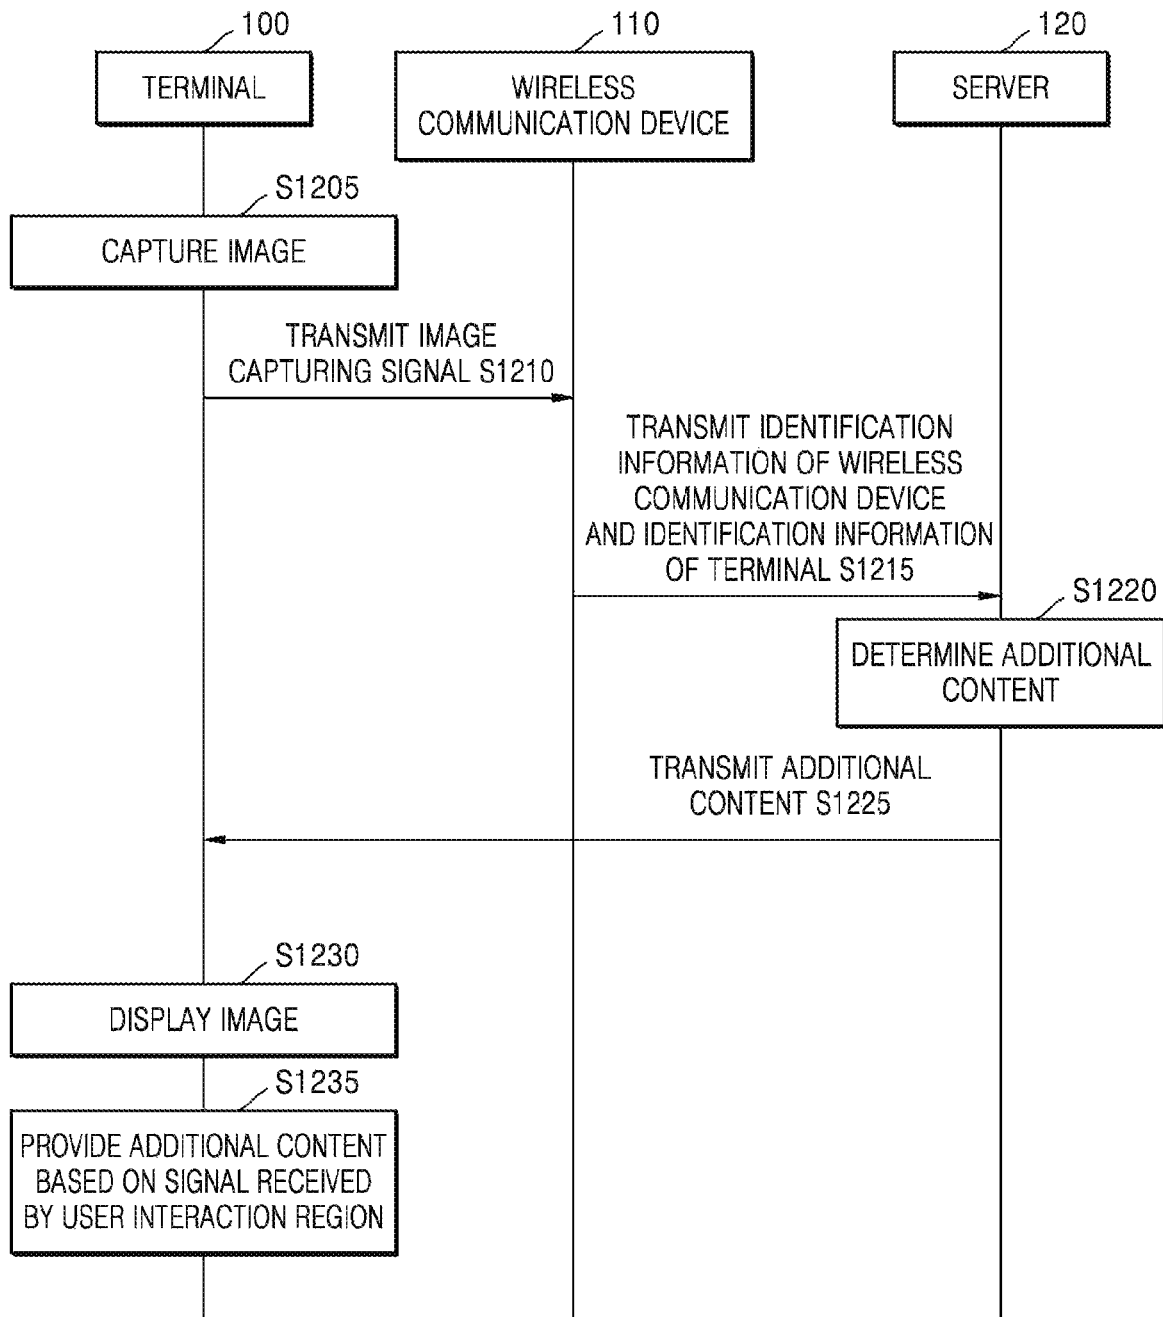 100
110
120
TERMINAL
WIRELESS
COMMUNICATION DEVICE
SERVER
S1205
CAPTURE IMAGE
TRANSMIT IMAGE
CAPTURING SIGNAL S1210
TRANSMIT IDENTIFICATION
INFORMATION OF WIRELESS
COMMUNICATION DEVICE
AND IDENTIFICATION INFORMATION
OF TERMINAL S1215
S1220
DETERMINE ADDITIONAL
CONTENT
TRANSMIT ADDITIONAL
CONTENT S1225
S1230
DISPLAY IMAGE
S1235
PROVIDE ADDITIONAL CONTENT
BASED ON SIGNAL RECEIVED
BY USER INTERACTION REGION